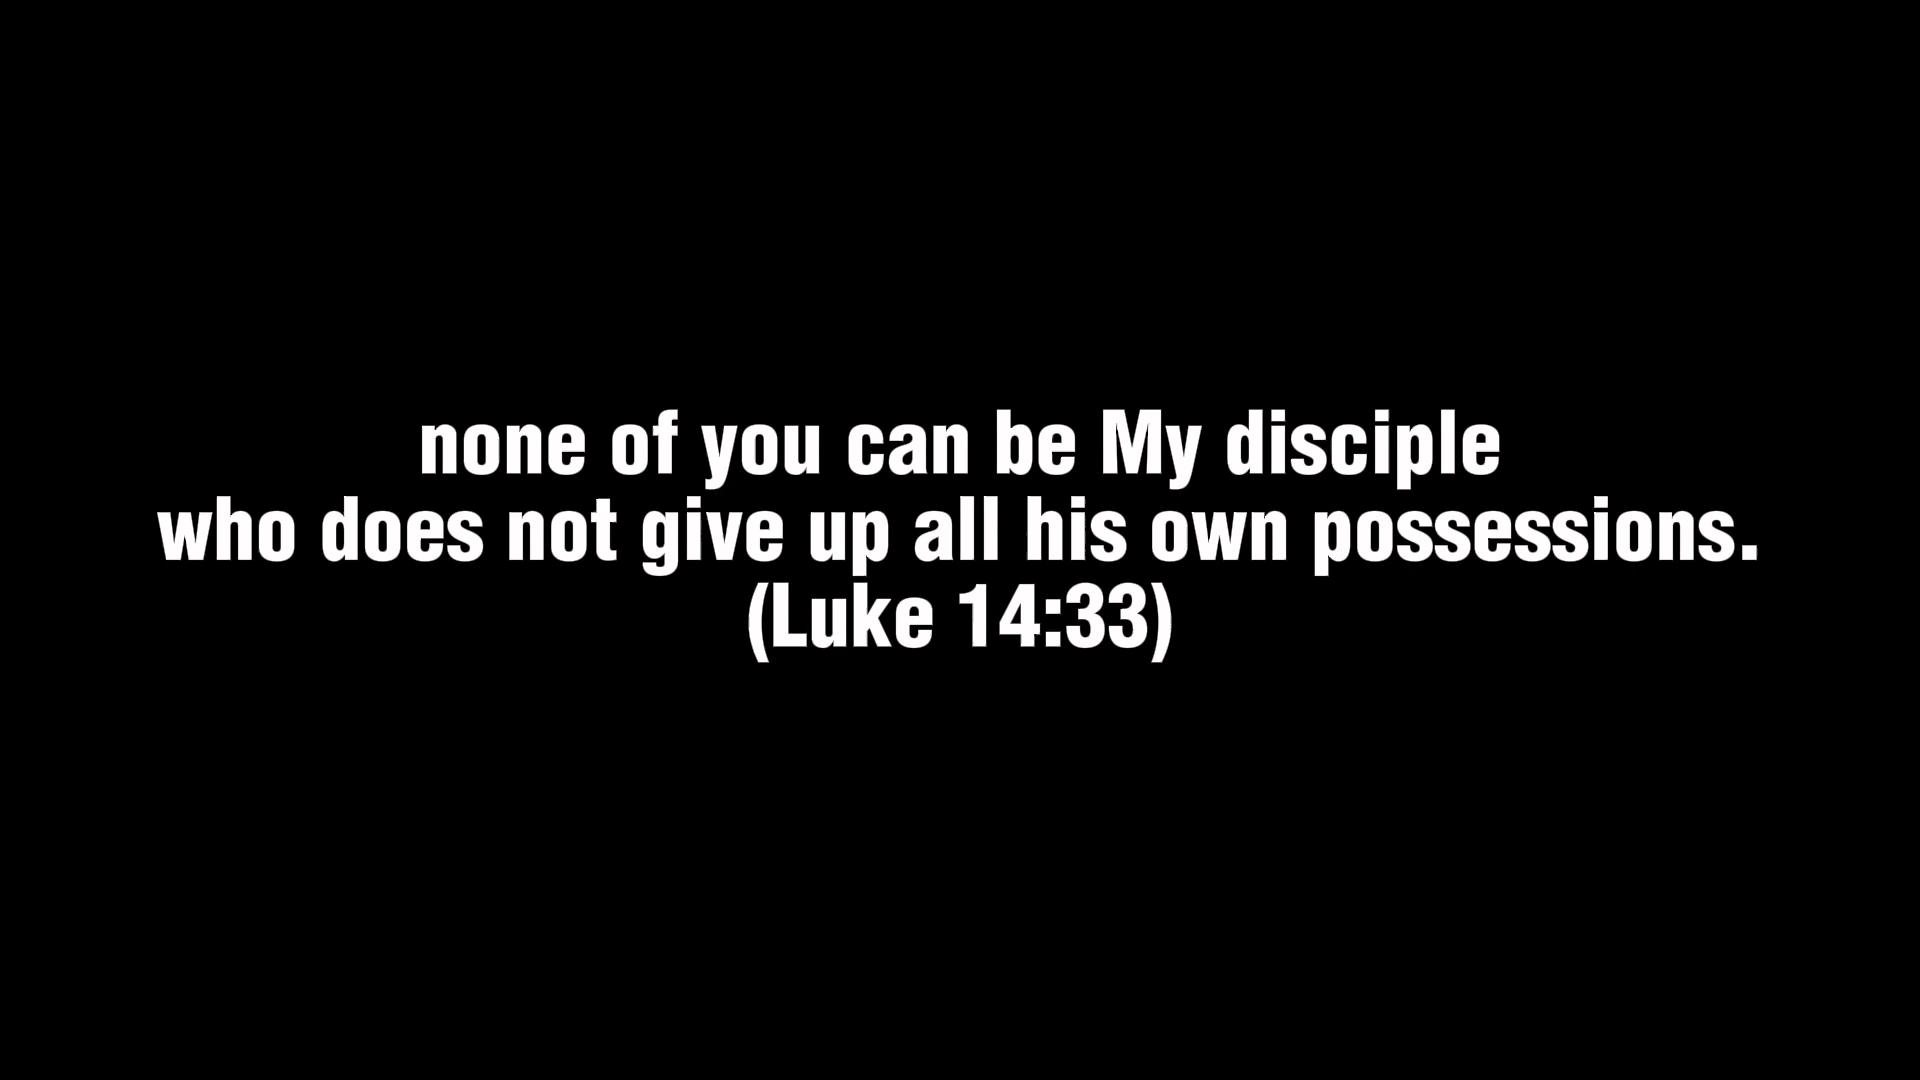 none of you can be My disciple
who does not give up all his own possessions.
(Luke 14:33)